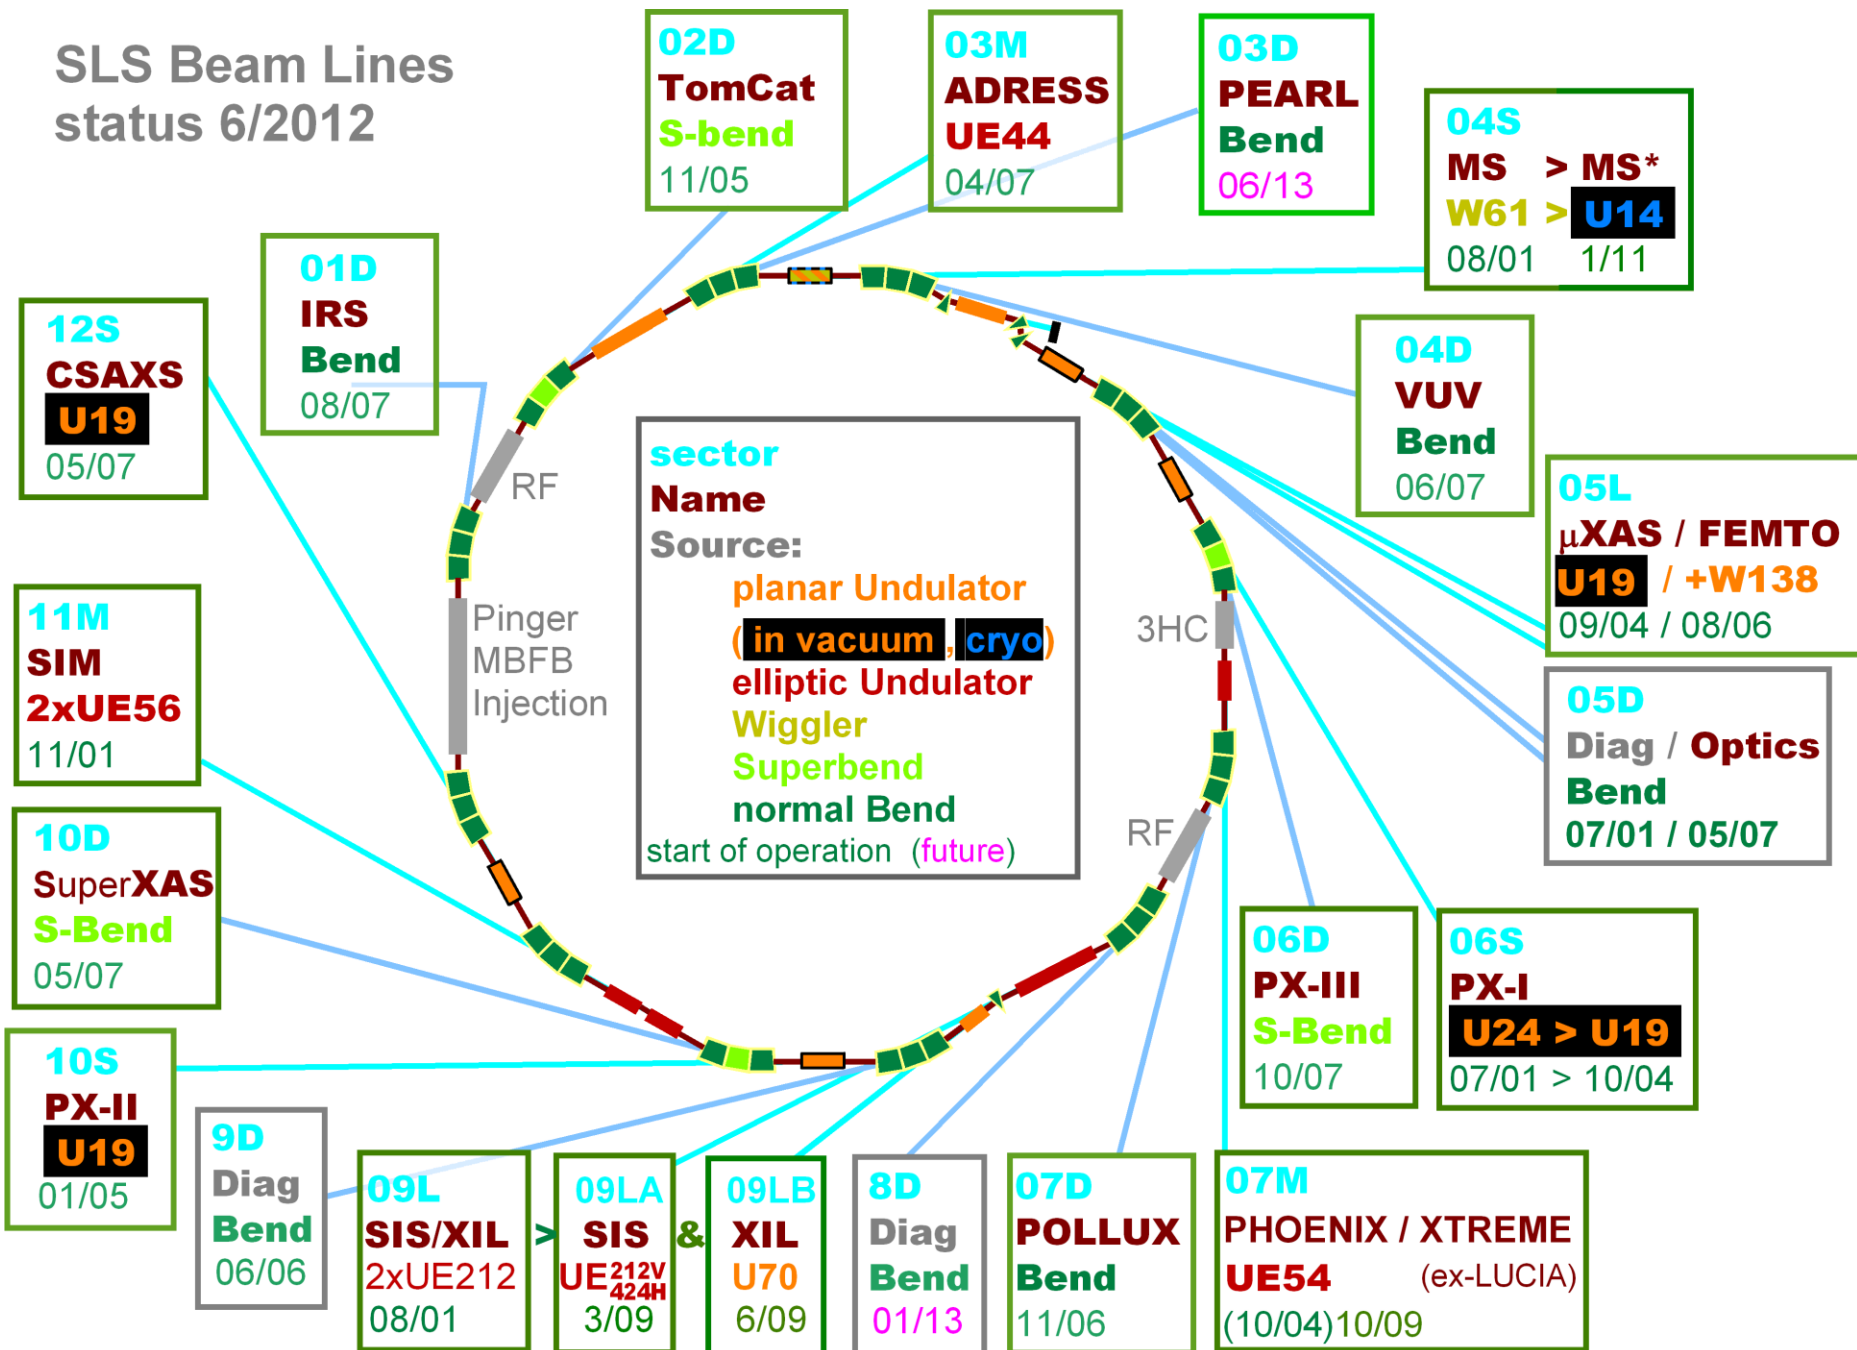 SLS Beam Lines
status 6/2012
02D
TomCat
S-bend
11/05
03M
ADRESS
UE44
04/07
03D
PEARL
Bend
06/13
04S
MS > MS*
W61 > U14
08/01 1/11
01D
IRS
Bend
08/07
12S
CSAXS
U19
05/07
04D
VUV
Bend
06/07
RF
sector
Name
Source:
planar Undulator
( in vacuum , cryo)
elliptic Undulator
Wiggler
Superbend
normal Bend
start of operation (future)
05L
µXAS / FEMTO
U19 / +W138
09/04 / 08/06
11M
SIM
2xUE56
11/01
Pinger
MBFB
Injection
3HC
05D
Diag / Optics
Bend
07/01 / 05/07
10D
SuperXAS
S-Bend
05/07
RF
06D
PX-III
S-Bend
10/07
06S
PX-I
U24 > U19
07/01 > 10/04
10S
PX-II
U19
01/05
9D
Diag
Bend
06/06
09L
SIS/XIL
2xUE212
08/01
>
09LA
SIS
UE212V
424H
3/09
&
09LB
XIL
U70
6/09
8D
Diag
Bend
01/13
07D
POLLUX
Bend
11/06
07M
PHOENIX / XTREME
UE54 (ex-LUCIA)
(10/04)10/09